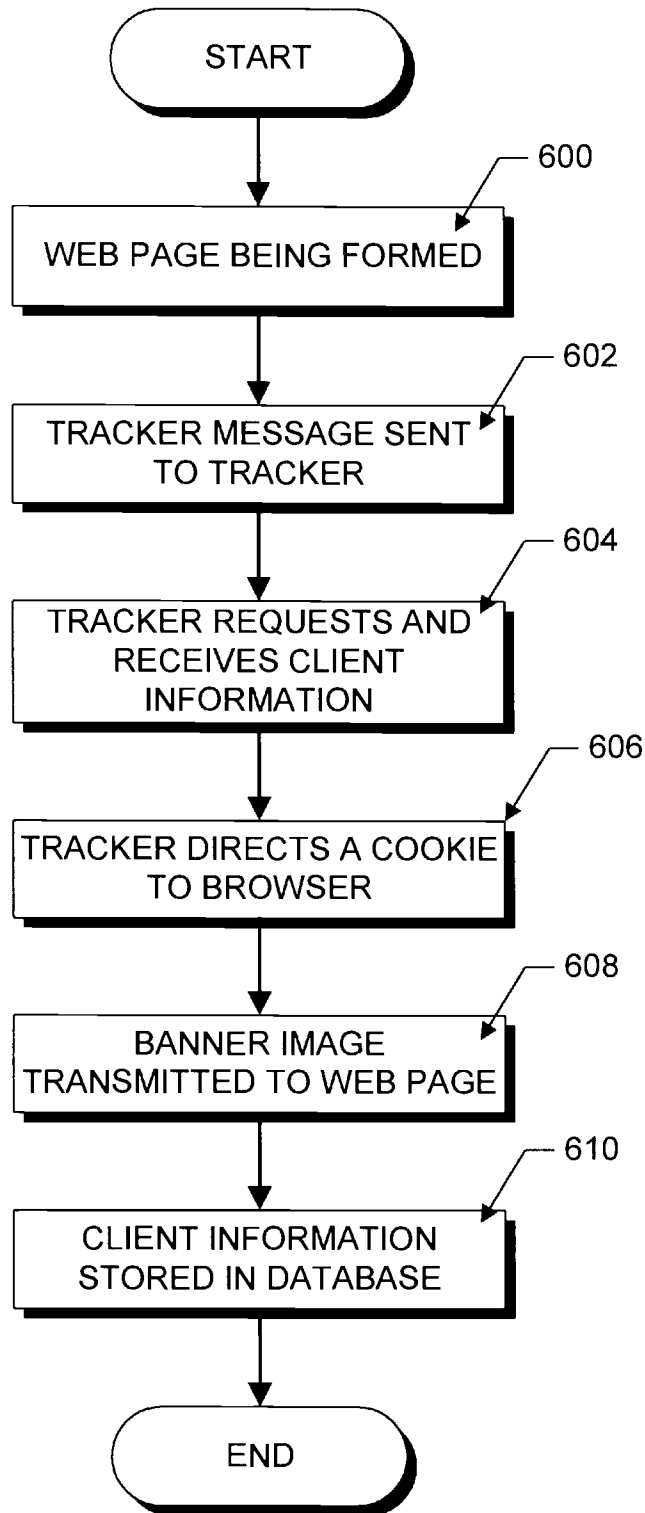 START
600
WEB PAGE BEING FORMED
602
TRACKER MESSAGE SENT
TO TRACKER
604
TRACKER REQUESTS AND
RECEIVES CLIENT
INFORMATION
606
TRACKER DIRECTS A COOKIE
TO BROWSER
608
BANNER IMAGE
TRANSMITTED TO WEB PAGE
610
CLIENT INFORMATION
STORED IN DATABASE
END